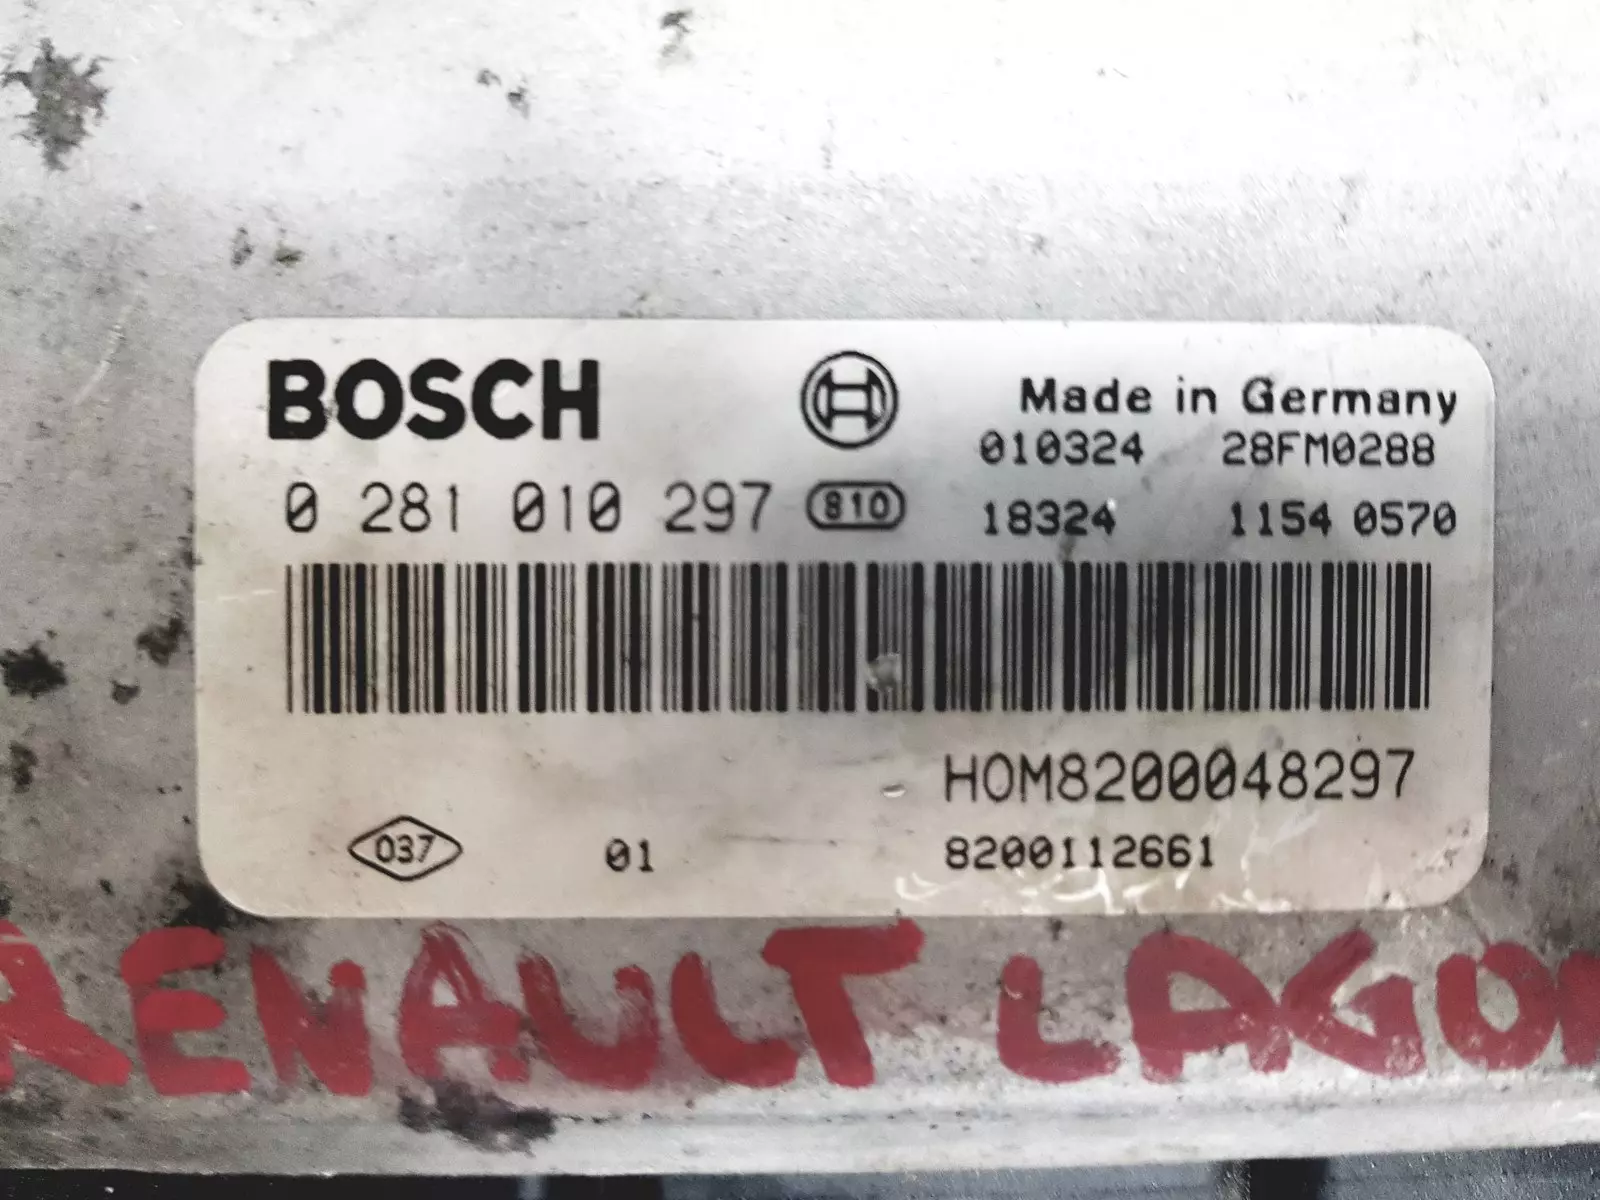 BOSCH
Made in Germany
010324 28FM0288
0 281 010 297 810
18324 1154 0570
HOM8200048297
037 01 8200112661
RENAULT LAGO